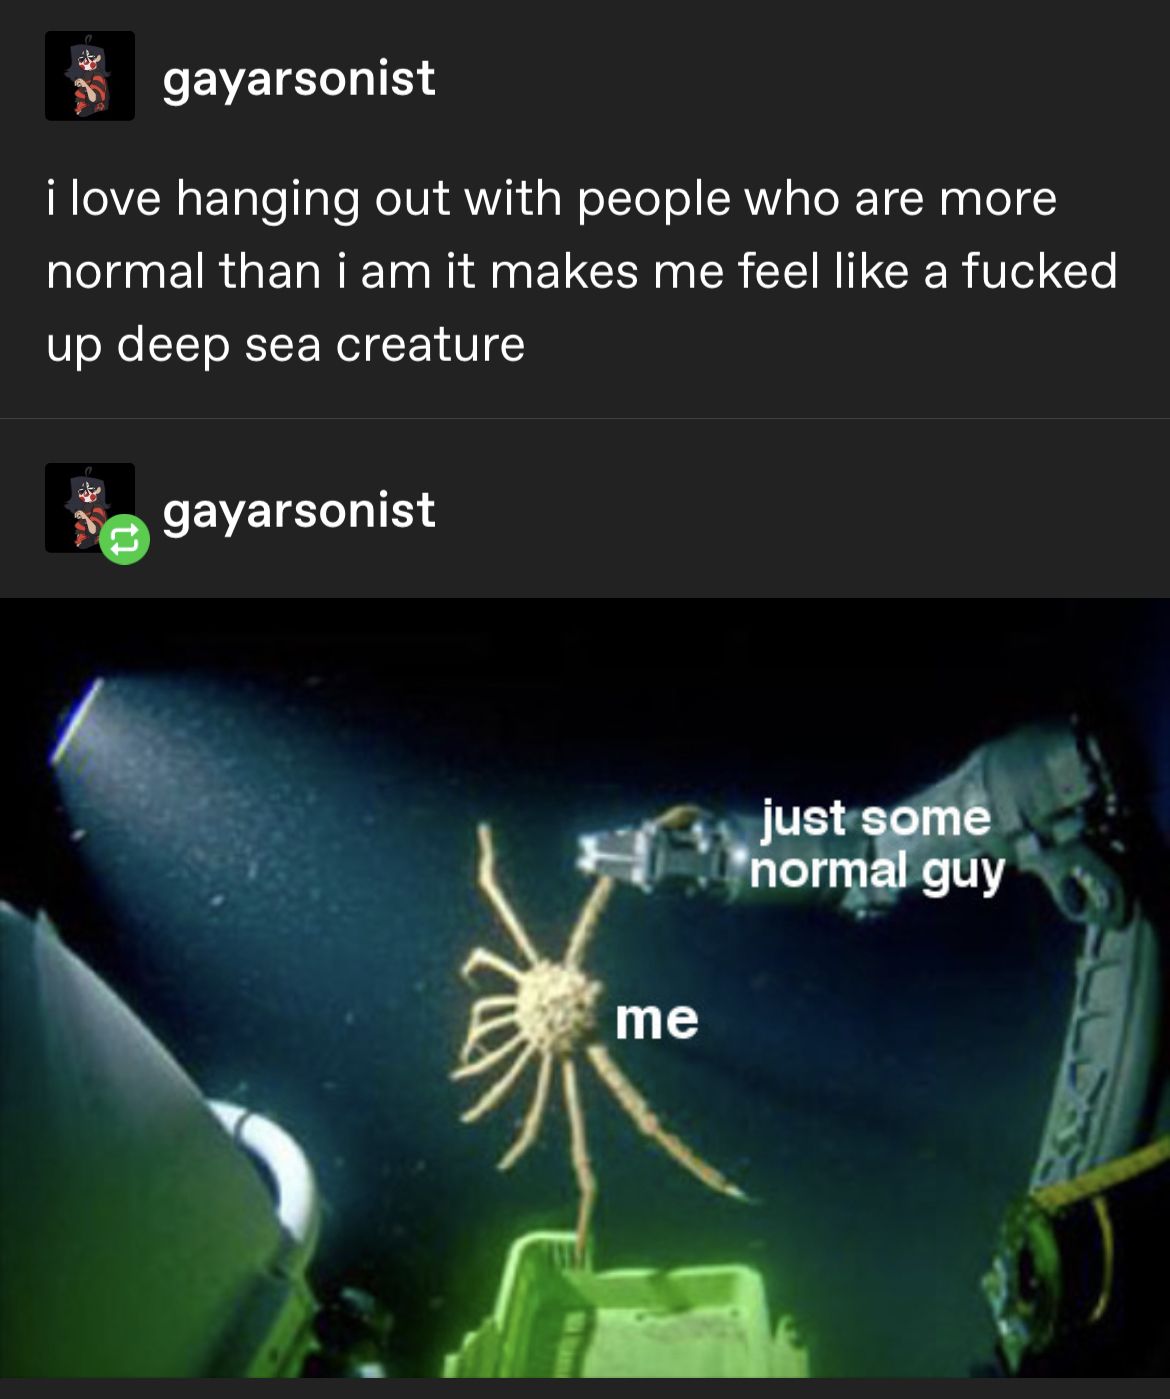 gayarsonist
i love hanging out with people who are more
normal than i am it makes me feel like a fucked
up deep sea creature
gayarsonist
just some
normal guy
me